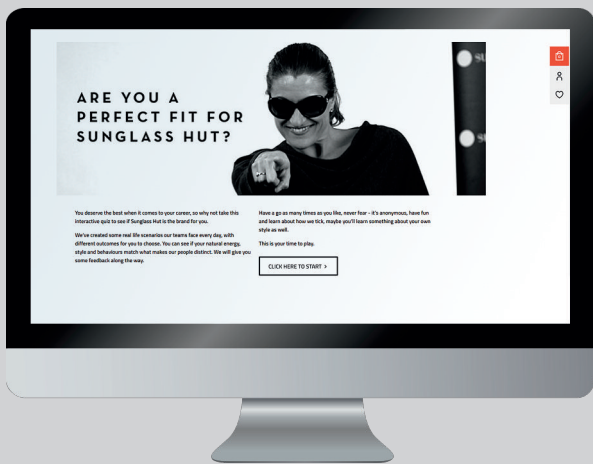 ARE YOU A
PERFECT FIT FOR
SUNGLASS HUT?
SU
S
You deserve the best when it comes to your career, so why not take this
interactive quiz to see if Sunglass Hut is the brand for you.
We've created some real life scenarios our teams face every day, with
different outcomes for you to choose. You can see if your natural energy,
style and behaviours match what makes our people distinct. We will give you
some feedback along the way.
Have a go as many times as you like, never fear - it's anonymous, have fun
and learn about how we tick, maybe you'll learn something about your own
style as well.
This is your time to play.
CLICK HERE TO START >